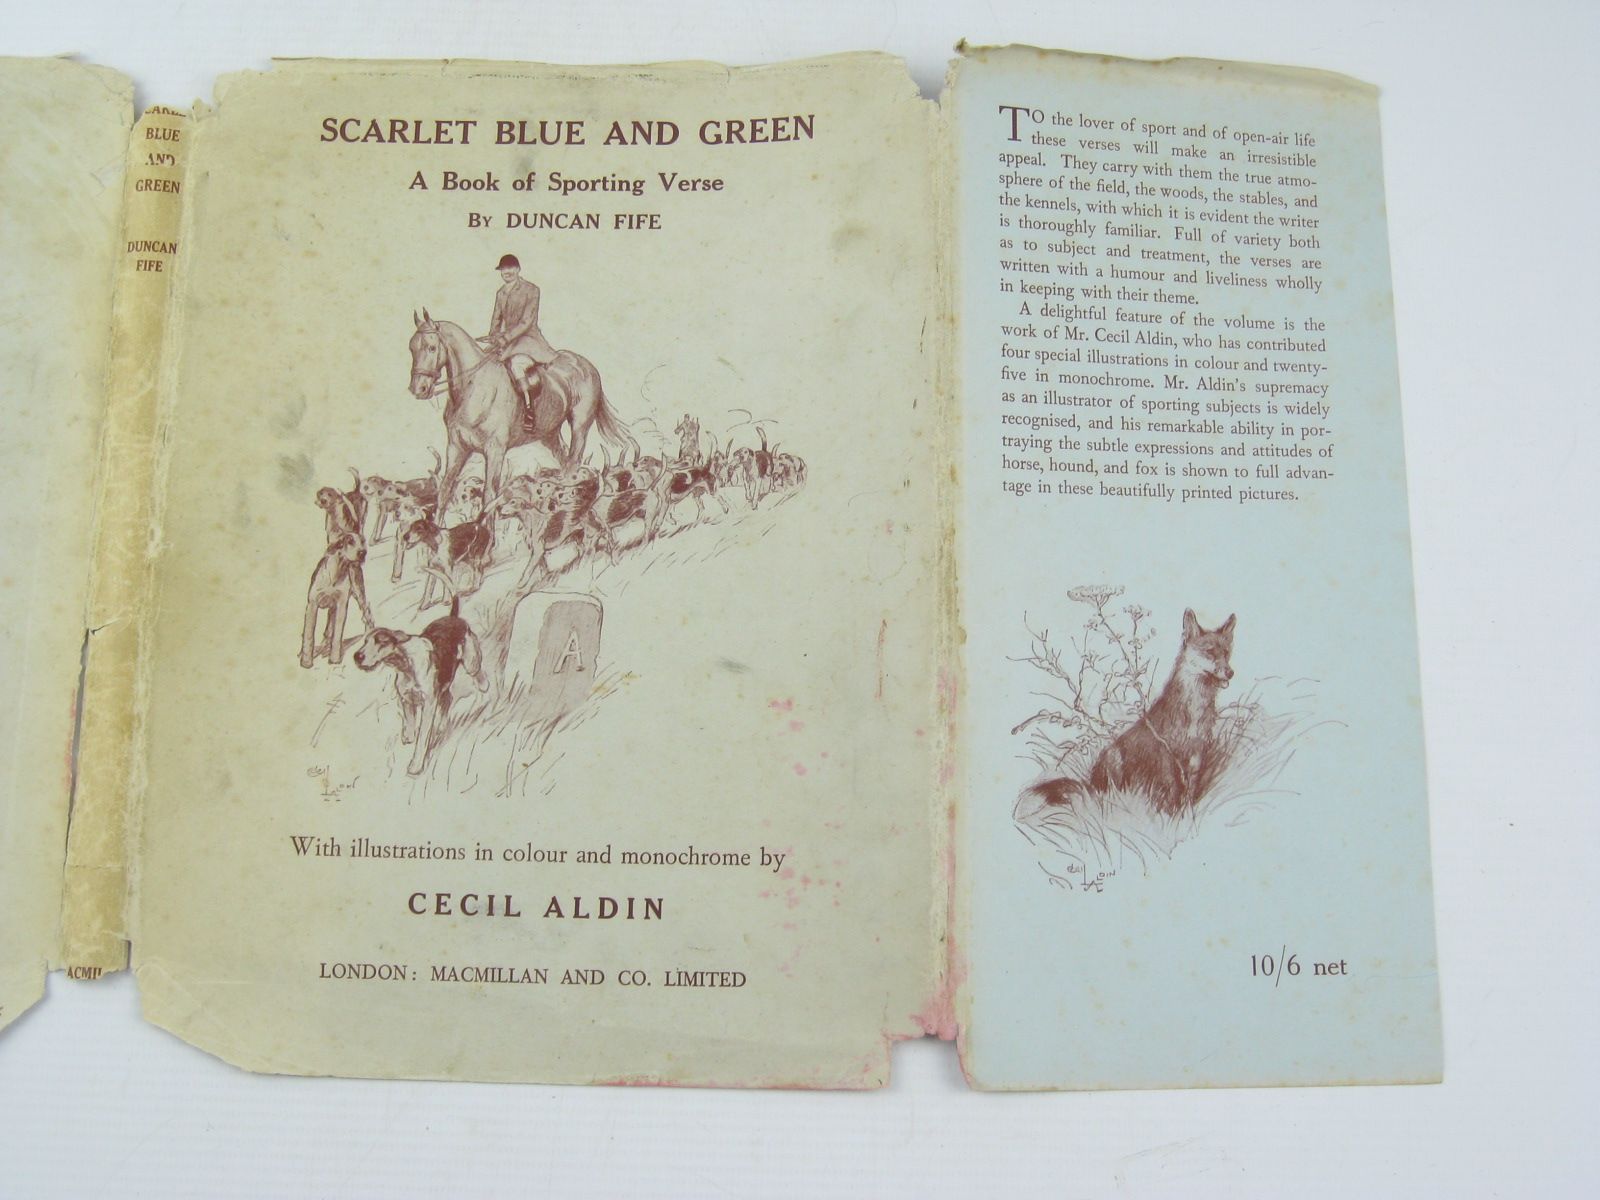 BLUE
AND
GREEN
DUNCAN
FIFE
SCARLET BLUE AND GREEN
A Book of Sporting Verse
BY DUNCAN FIFE
A
CECIL ALDIN
With illustrations in colour and monochrome by
CECIL ALDIN
LONDON: MACMILLAN AND CO. LIMITED
TO the lover of sport and of open-air life
these verses will make an irresistible
appeal. They carry with them the true atmo-
sphere of the field, the woods, the stables, and
the kennels, with which it is evident the writer
is thoroughly familiar. Full of variety both
as to subject and treatment, the verses are
written with a humour and liveliness wholly
in keeping with their theme.
A delightful feature of the volume is the
work of Mr. Cecil Aldin, who has contributed
four special illustrations in colour and twenty-
five in monochrome. Mr. Aldin's supremacy
as an illustrator of sporting subjects is widely
recognised, and his remarkable ability in por-
traying the subtle expressions and attitudes of
horse, hound, and fox is shown to full advan-
tage in these beautifully printed pictures.
CECIL ALDIN
10/6 net